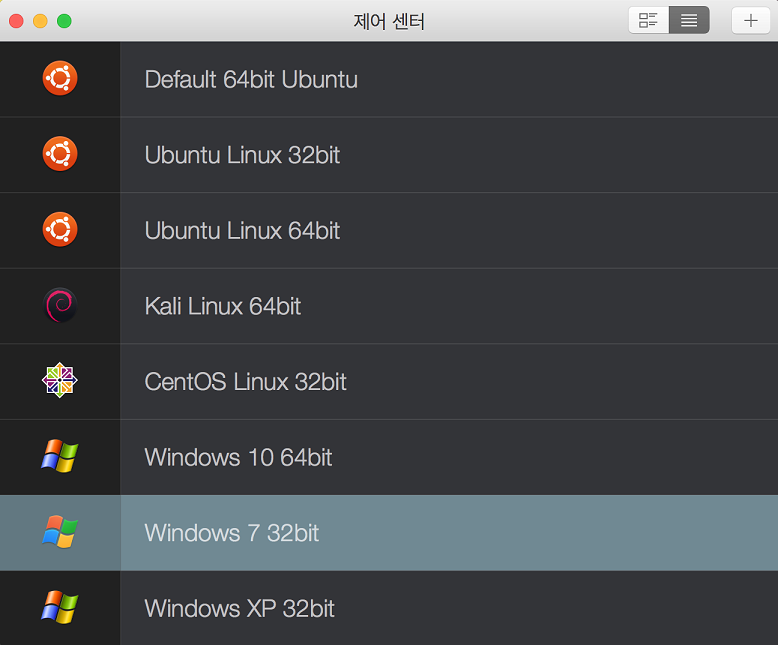 제어 센터
Default 64bit Ubuntu
Ubuntu Linux 32bit
Ubuntu Linux 64bit
Kali Linux 64bit
CentOS Linux 32bit
Windows 10 64bit
Windows 7 32bit
Windows XP 32bit